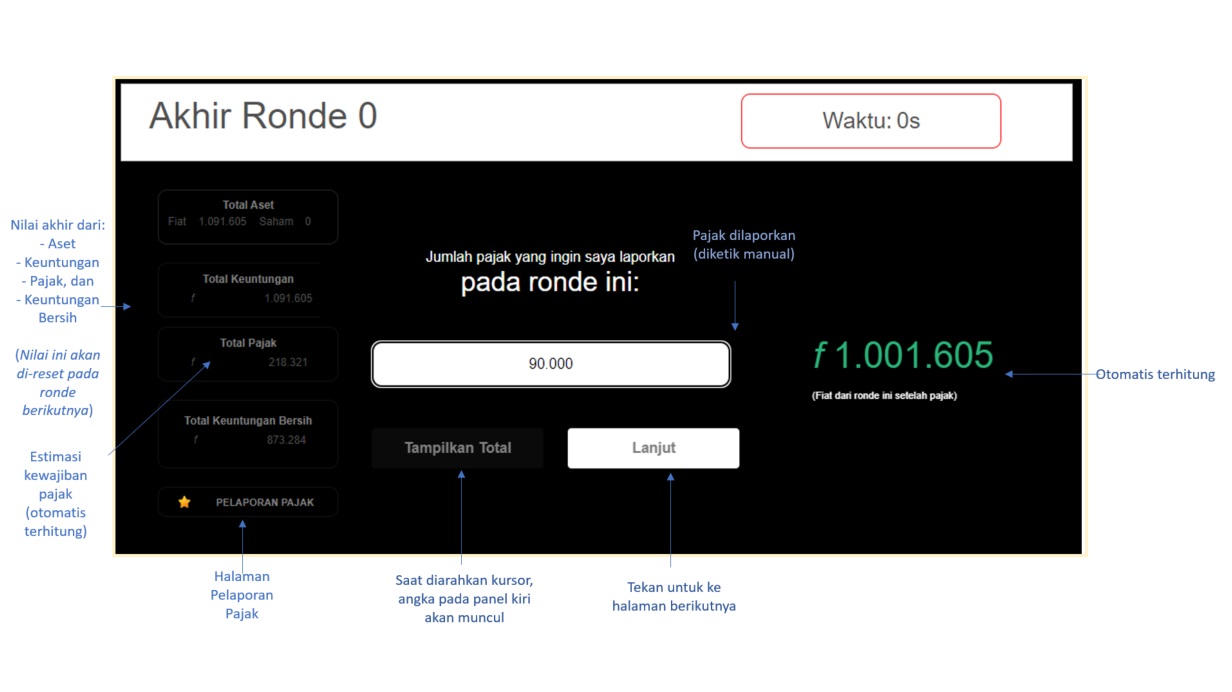 Akhir Ronde 0
Waktu: 0s
Nilai akhir dari:
- Aset
- Keuntungan
- Pajak, dan
- Keuntungan
Bersih
(Nilai ini akan
di-reset pada
ronde
berikutnya)
Estimasi
kewajiban
pajak
(otomatis
terhitung)
Total Aset
Fiat 1.091.605 Saham 0
Total Keuntungan
f 1.091.605
Total Pajak
f 218.321
Total Keuntungan Bersih
f 873.284
PELAPORAN PAJAK
Halaman
Pelaporan
Pajak
Jumlah pajak yang ingin saya laporkan
pada ronde ini:
Pajak dilaporkan
(diketik manual)
90.000
Tampilkan Total
Lanjut
Saat diarahkan kursor,
angka pada panel kiri
akan muncul
Tekan untuk ke
halaman berikutnya
f 1.001.605
(Fiat dari ronde ini setelah pajak)
Otomatis terhitung